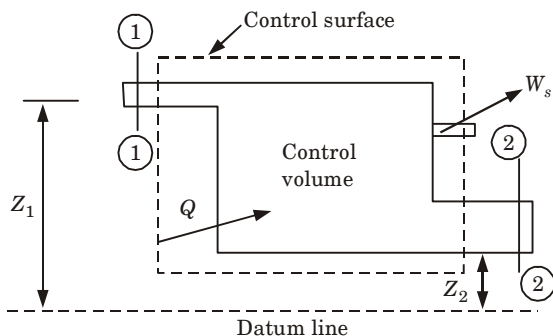 1
Control surface
W_s
1
Control
volume
2
Q
Z_1
2
Z_2
Datum line